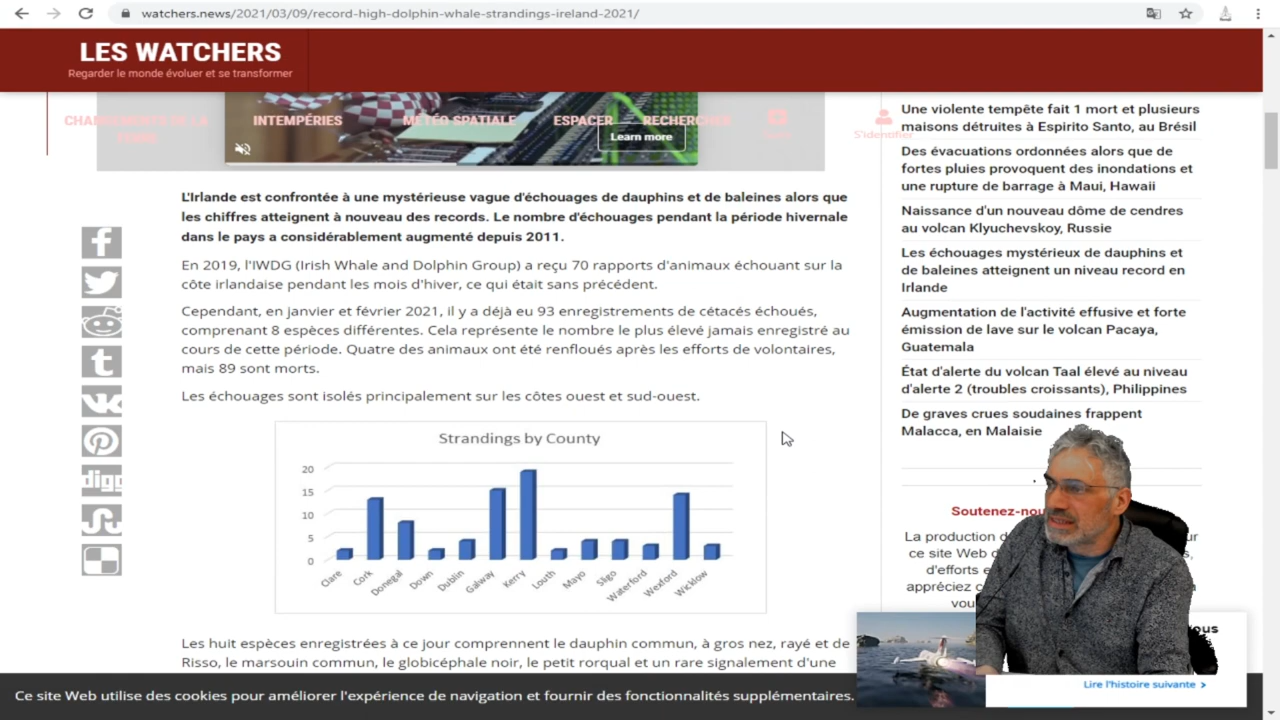 watchers.news/2021/03/09/record-high-dolphin-whale-strandings-ireland-2021/
LES WATCHERS
Regarder le monde évoluer et se transformer
INTEMPÉRIES
MÉTÉO SPATIALE
ESPACER
RECHERCHER
S'identifier
Learn more
L'Irlande est confrontée à une mystérieuse vague d'échouages de dauphins et de baleines alors que
les chiffres atteignent à nouveau des records. Le nombre d'échouages pendant la période hivernale
dans le pays a considérablement augmenté depuis 2011.
En 2019, l'IWDG (Irish Whale and Dolphin Group) a reçu 70 rapports d'animaux échouant sur la
côte irlandaise pendant les mois d'hiver, ce qui était sans précédent.
Cependant, en janvier et février 2021, il y a déjà eu 93 enregistrements de cétacés échoués,
comprenant 8 espèces différentes. Cela représente le nombre le plus élevé jamais enregistré au
cours de cette période. Quatre des animaux ont été renfloués après les efforts de volontaires,
mais 89 sont morts.
Les échouages sont isolés principalement sur les côtes ouest et sud-ouest.
Strandings by County
20
15
10
5
0
Clare
Cork
Donegal
Down
Dublin
Galway
Kerry
Louth
Mayo
Sligo
Waterford
Wexford
Wicklow
Les huit espèces enregistrées à ce jour comprennent le dauphin commun, à gros nez, rayé et de
Risso, le marsouin commun, le globicéphale noir, le petit rorqual et un rare signalement d'une
digg
Une violente tempête fait 1 mort et plusieurs
maisons détruites à Espirito Santo, au Brésil
Des évacuations ordonnées alors que de
fortes pluies provoquent des inondations et
une rupture de barrage à Maui, Hawaii
Naissance d'un nouveau dôme de cendres
au volcan Klyuchevskoy, Russie
Les échouages mystérieux de dauphins et
de baleines atteignent un niveau record en
Irlande
Augmentation de l'activité effusive et forte
émission de lave sur le volcan Pacaya,
Guatemala
État d'alerte du volcan Taal élevé au niveau
d'alerte 2 (troubles croissants), Philippines
De graves crues soudaines frappent
Malacca, en Malaisie
La production
ce site Web
d'efforts
Lire l'histoire suivante >
Ce site Web utilise des cookies pour améliorer l'expérience de navigation et fournir des fonctionnalités supplémentaires.